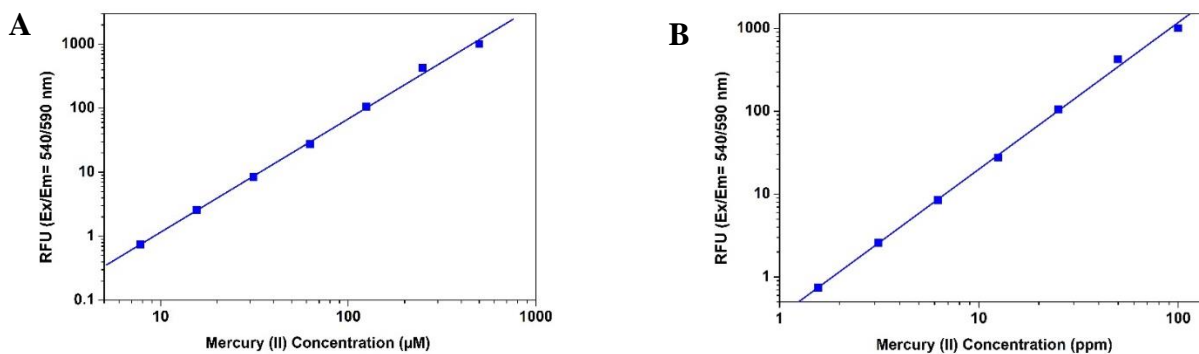 A
RFU (Ex/Em= 540/590 nm)
1000
100
10
1
0.1
10
100
1000
Mercury (II) Concentration (µM)
B
RFU (Ex/Em= 540/590 nm)
1000
100
10
1
1
10
100
Mercury (II) Concentration (ppm)